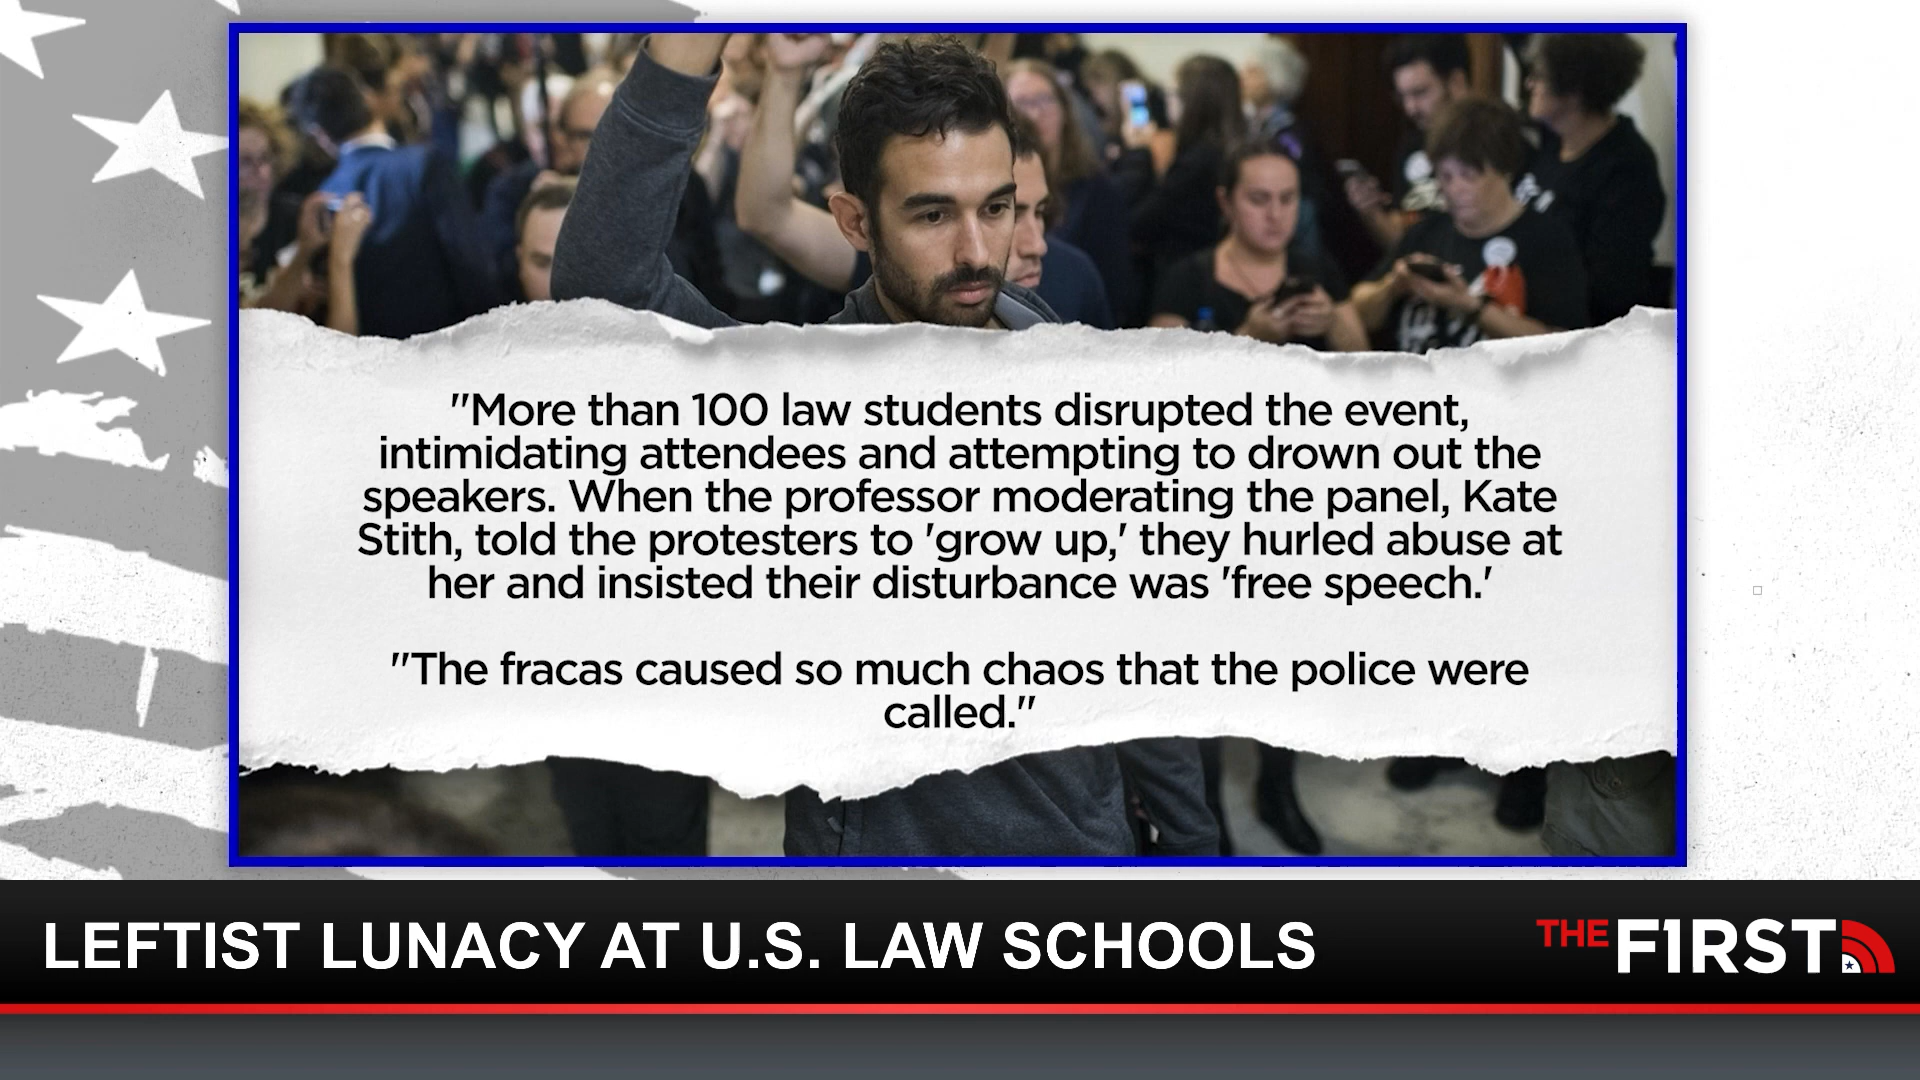 "More than 100 law students disrupted the event,
intimidating attendees and attempting to drown out the
speakers. When the professor moderating the panel, Kate
Stith, told the protesters to 'grow up,' they hurled abuse at
her and insisted their disturbance was 'free speech.'
"The fracas caused so much chaos that the police were
called."
LEFTIST LUNACY AT U.S. LAW SCHOOLS
THE FIRST